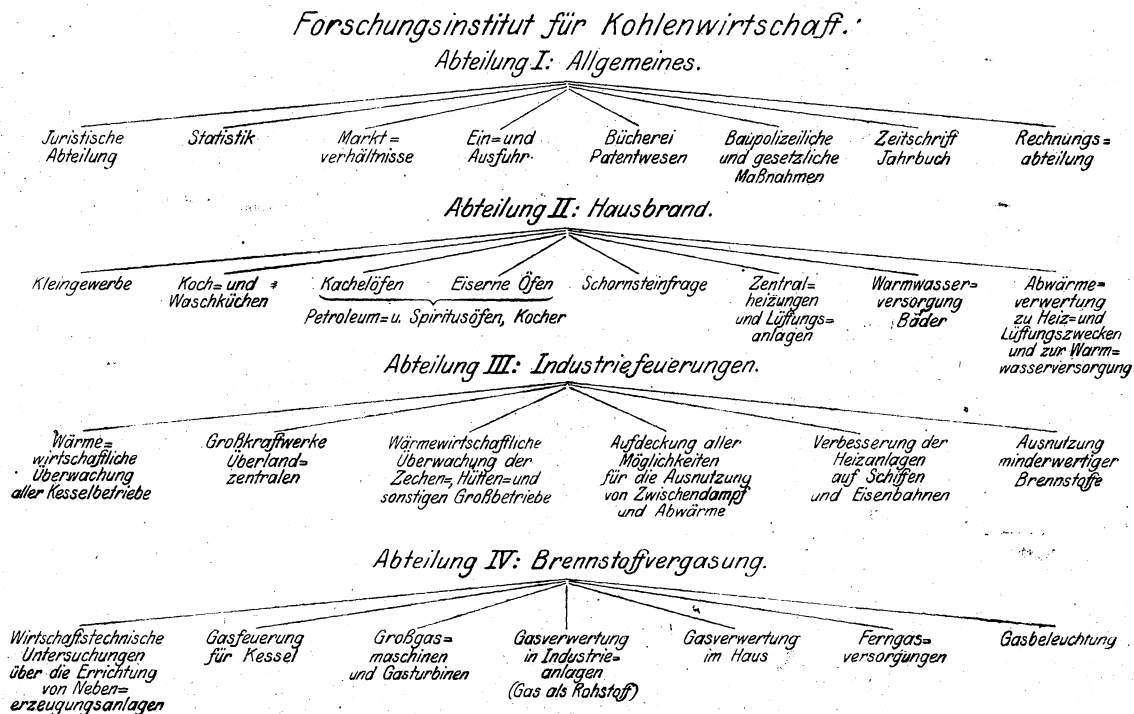 Forschungsinstitut für Kohlenwirtschaft.
Abteilung I: Allgemeines.
Juristische
Abteilung
Statistik
Markt=
verhältnisse
Ein=und
Ausfuhr.
Bücherei
Patentwesen
Baupolizeiliche
und gesetzliche
Maßnahmen
Zeitschrift
Jahrbuch
Rechnungs=
abteilung
Abteilung II: Hausbrand.
Kleingewerbe
Koch= und
Waschküchen
Kachelöfen
Eiserne Öfen
Petroleum= u. Spiritusöfen, Kocher
Schornsteinfrage
Zentral=
heizungen
und Lüftungs=
anlagen
Warmwasser=
versorgung
Bäder
Abwärme=
verwertung
zu Heiz=und
Lüftungszwecken
und zur Warm=
wasserversorgung
Abteilung III: Industriefeuerungen.
Wärme=
wirtschaftliche
Überwachung
aller Kesselbetriebe
Großkraftwerke
Überland=
zentralen
Wärmewirtschaftliche
Überwachung der
Zechen=, Hütten=und
sonstigen Großbetriebe
Aufdeckung aller
Möglichkeiten
für die Ausnutzung
von Zwischendampf
und Abwärme
Verbesserung der
Heizanlagen
auf Schiffen
und Eisenbahnen
Ausnutzung
minderwertiger
Brennstoffe
Abteilung IV: Brennstoffvergasung.
Wirtschaftstechnische
Untersuchungen
über die Errichtung
von Neben=
erzeugungsanlagen
Gasfeuerung
für Kessel
Großgas=
maschinen
und Gasturbinen
Gasverwertung
in Industrie=
anlagen
(Gas als Rohstoff)
Gasverwertung
im Haus
Ferngas=
versorgungen
Gasbeleuchtung